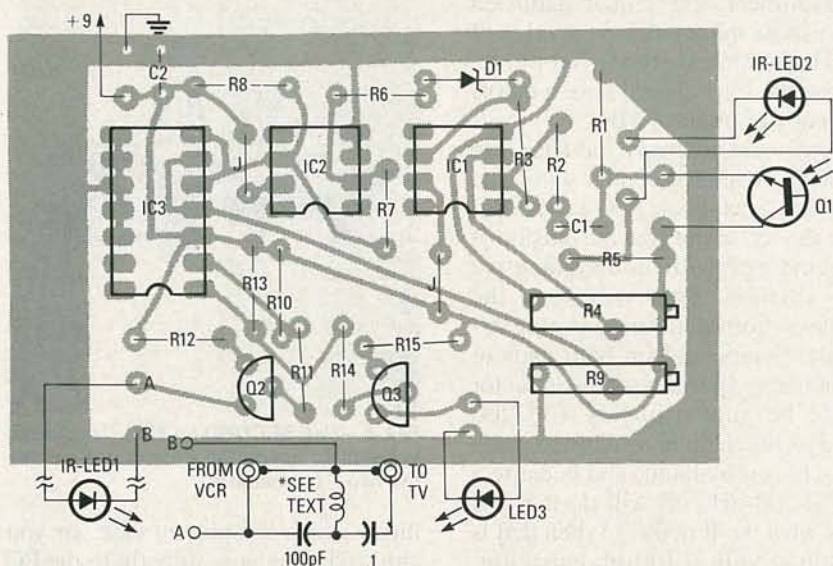 +9
C2
R8
R6
D1
IR-LED2
R1
J
IC3
IC2
IC1
R3
R2
Q1
R7
C1
R5
R13
R10
J
R4
R12
R11
R14
R15
R9
Q2
Q3
A
B
B
IR-LED1
FROM VCR
*SEE TEXT
TO TV
LED3
A
100pF
.1